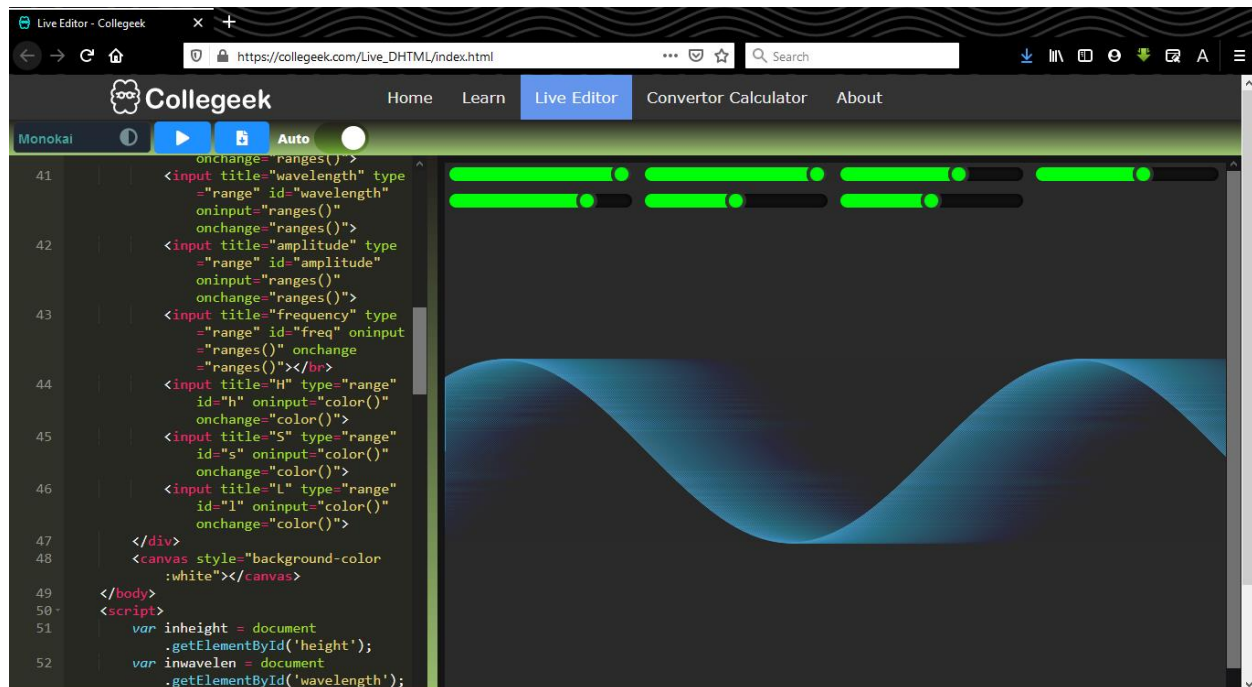 Live Editor - Collegeek
https://collegeek.com/Live_DHTML/index.html
Search
Collegeek
Home
Learn
Live Editor
Convertor Calculator
About
Monokai
Auto
onchange="ranges()">
41 <input title="wavelength" type
="range" id="wavelength"
oninput="ranges()"
onchange="ranges()">
42 <input title="amplitude" type
="range" id="amplitude"
oninput="ranges()"
onchange="ranges()">
43 <input title="frequency" type
="range" id="freq" oninput
="ranges()" onchange
="ranges()"></br>
44 <input title="H" type="range"
id="h" oninput="color()"
onchange="color()">
45 <input title="S" type="range"
id="s" oninput="color()"
onchange="color()">
46 <input title="L" type="range"
id="l" oninput="color()"
onchange="color()">
47 </div>
48 <canvas style="background-color
:white"></canvas>
49 </body>
50 <script>
51 var inheight = document
.getElementById('height');
52 var inwavelen = document
.getElementById('wavelength');